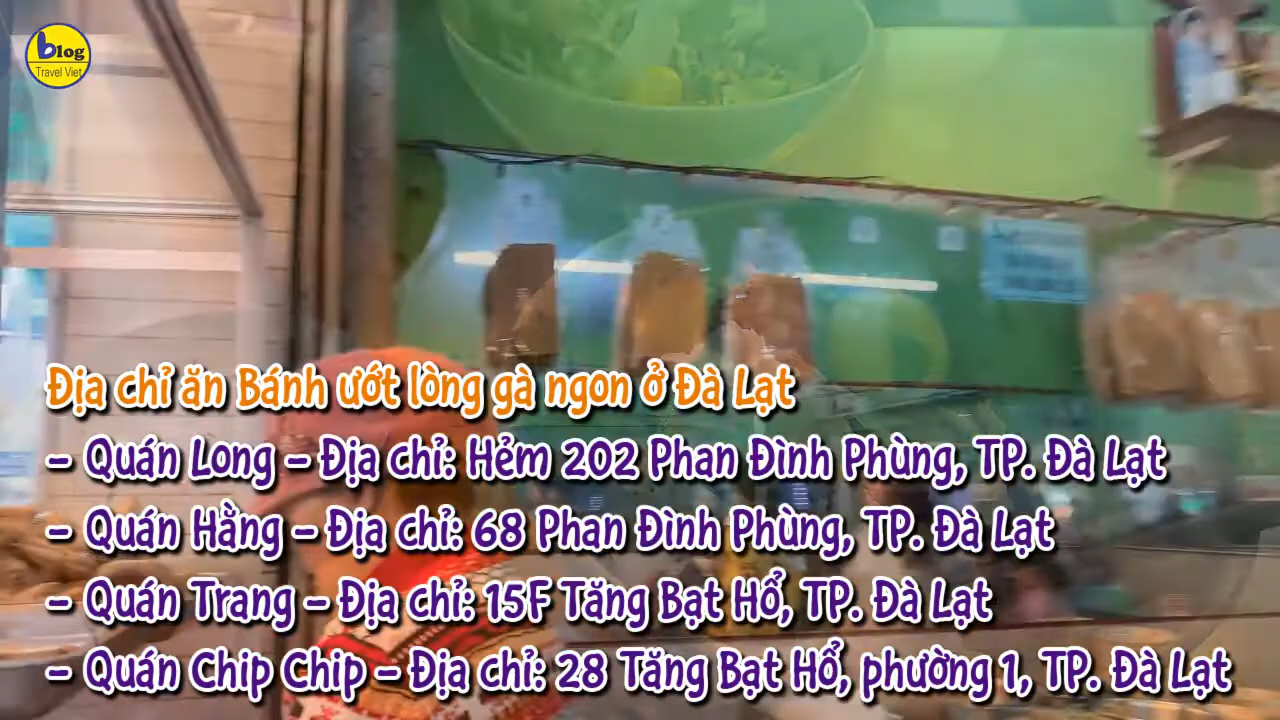 blog
Travel Viet
Địa chỉ ăn Bánh ướt lòng gà ngon ở Đà Lạt
- Quán Long - Địa chỉ: Hẻm 202 Phan Đình Phùng, TP. Đà Lạt
- Quán Hằng - Địa chỉ: 68 Phan Đình Phùng, TP. Đà Lạt
- Quán Trang - Địa chỉ: 15F Tăng Bạt Hổ, TP. Đà Lạt
- Quán Chip Chip - Địa chỉ: 28 Tăng Bạt Hổ, phường 1, TP. Đà Lạt